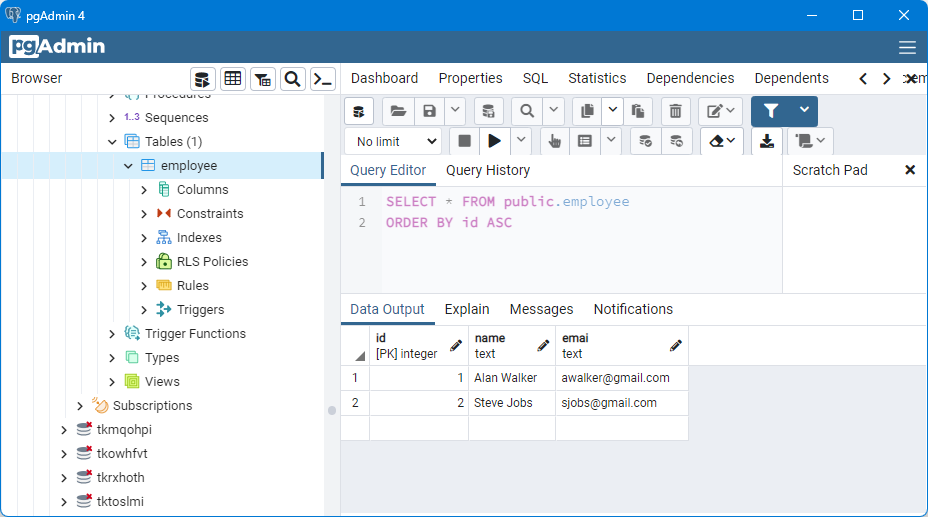 pgAdmin 4
pgAdmin
Browser
Dashboard Properties SQL Statistics Dependencies Dependents
Procedures
1..3 Sequences
Tables (1)
employee
Columns
Constraints
Indexes
RLS Policies
Rules
Triggers
Trigger Functions
Types
Views
Subscriptions
tkmqohpi
tkowhfvt
tkrxhoth
tktoslmi
No limit
Query Editor Query History
Scratch Pad
1 SELECT * FROM public.employee
2 ORDER BY id ASC
Data Output Explain Messages Notifications
id name emai
[PK] integer text text
1 1 Alan Walker awalker@gmail.com
2 2 Steve Jobs sjobs@gmail.com